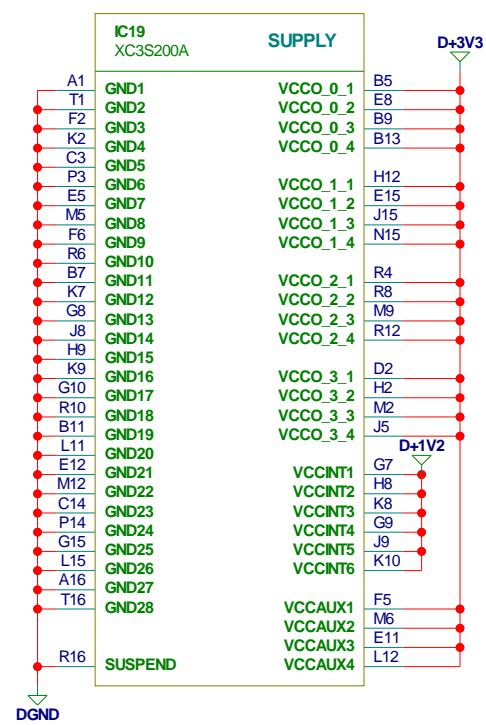 IC19
XC3S200A
SUPPLY
D+3V3
A1 GND1 VCCO_0_1 B5
T1 GND2 VCCO_0_2 E8
F2 GND3 VCCO_0_3 B9
K2 GND4 VCCO_0_4 B13
C3 GND5
P3 GND6 VCCO_1_1 H12
E5 GND7 VCCO_1_2 E15
M5 GND8 VCCO_1_3 J15
F6 GND9 VCCO_1_4 N15
R6 GND10
B7 GND11 VCCO_2_1 R4
K7 GND12 VCCO_2_2 R8
G8 GND13 VCCO_2_3 M9
J8 GND14 VCCO_2_4 R12
H9 GND15
K9 GND16 VCCO_3_1 D2
G10 GND17 VCCO_3_2 H2
R10 GND18 VCCO_3_3 M2
B11 GND19 VCCO_3_4 J5
D+1V2
L11 GND20
E12 GND21 VCCINT1 G7
M12 GND22 VCCINT2 H8
C14 GND23 VCCINT3 K8
P14 GND24 VCCINT4 G9
G15 GND25 VCCINT5 J9
L15 GND26 VCCINT6 K10
A16 GND27
T16 GND28 VCCAUX1 F5
VCCAUX2 M6
VCCAUX3 E11
R16 SUSPEND VCCAUX4 L12
DGND